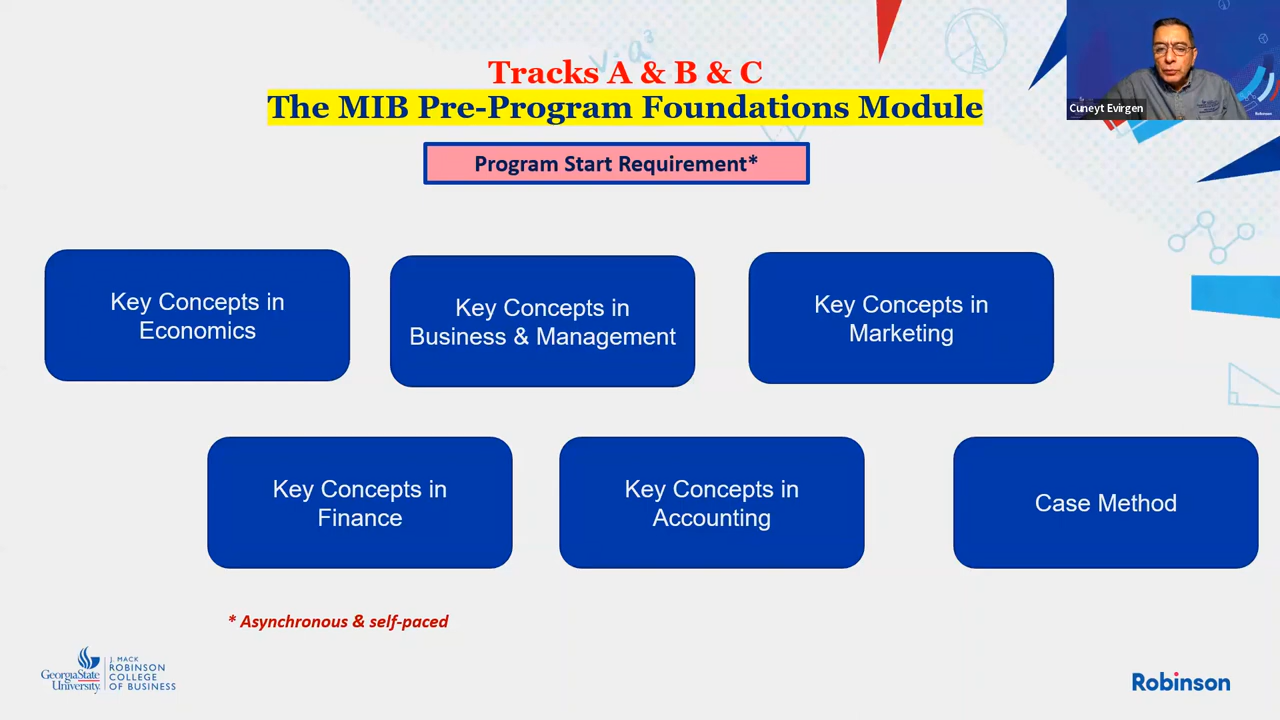 Tracks A & B & C
The MIB Pre-Program Foundations Module
Program Start Requirement*
Cuneyt Evirgen
Robinson
Key Concepts in
Economics
Key Concepts in
Business & Management
Key Concepts in
Marketing
Key Concepts in
Finance
Key Concepts in
Accounting
Case Method
* Asynchronous & self-paced
GeorgiaState
University
J. MACK
ROBINSON
COLLEGE
OF BUSINESS
Robinson